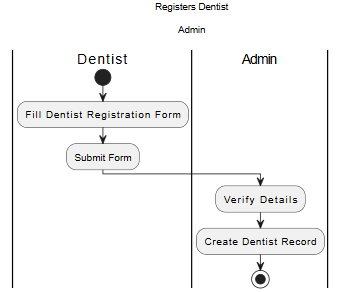 Registers Dentist
Admin
Dentist
Admin
Fill Dentist Registration Form
Submit Form
Verify Details
Create Dentist Record